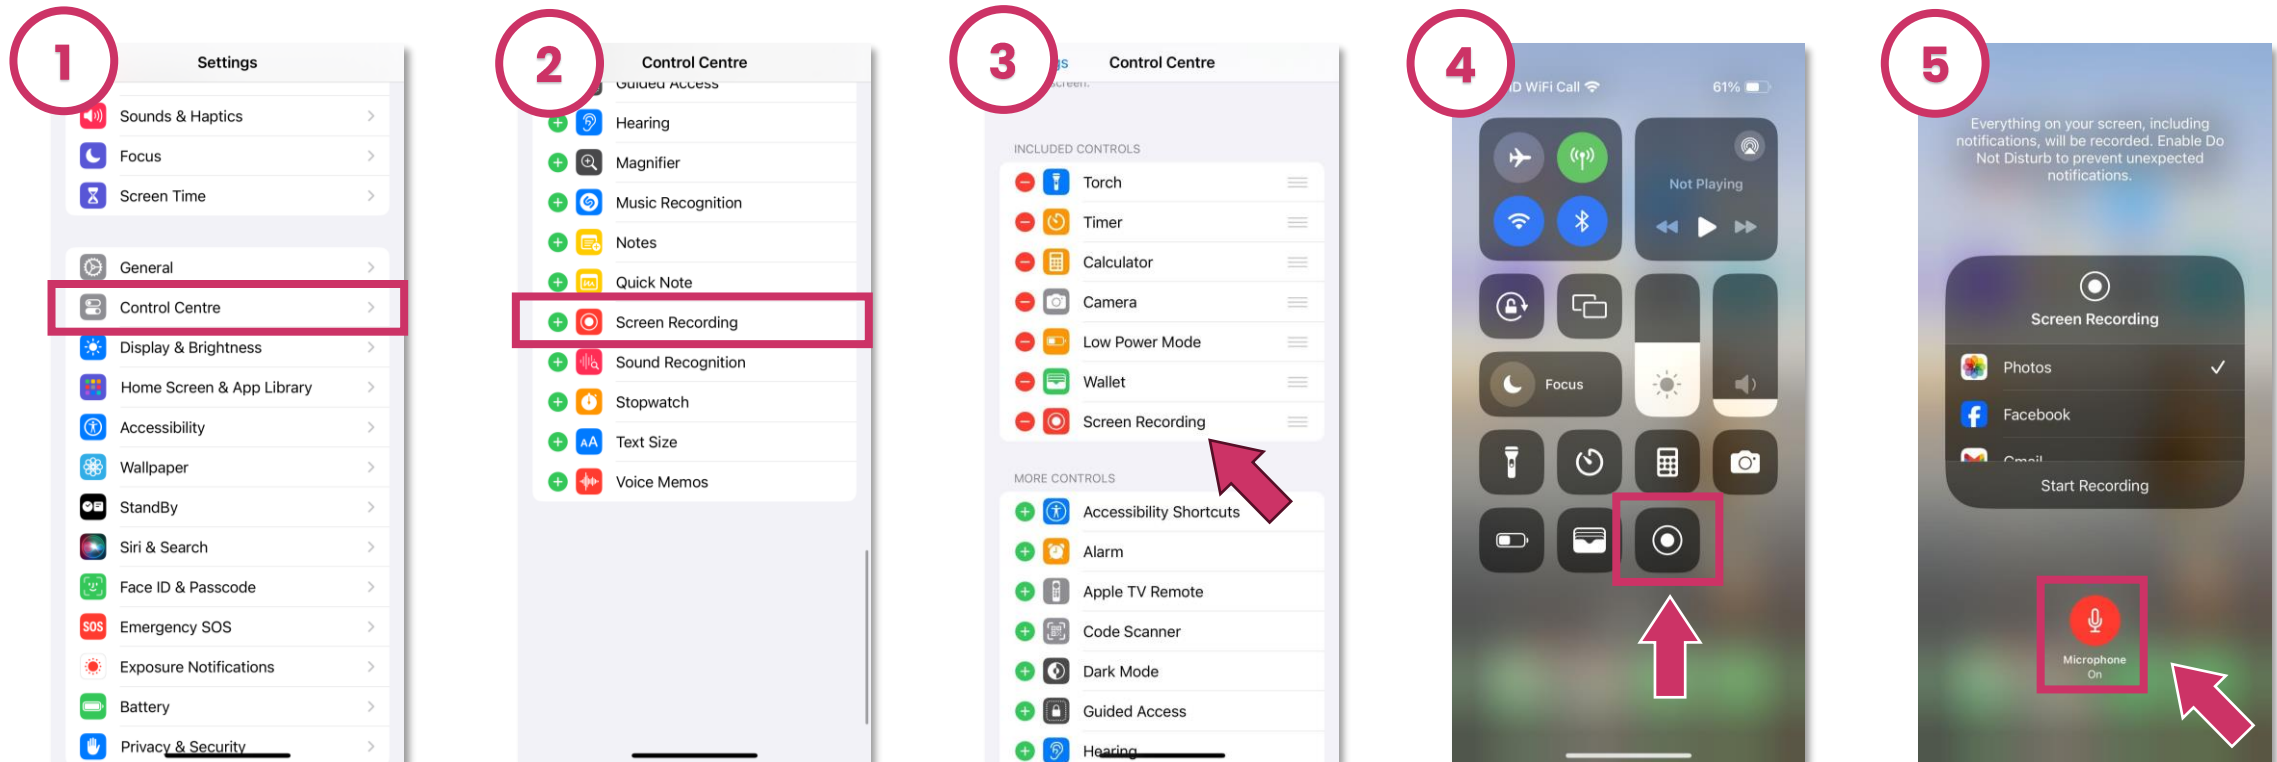 1
Settings
Sounds & Haptics
Focus
Screen Time
General
Control Centre
Display & Brightness
Home Screen & App Library
Accessibility
Wallpaper
StandBy
Siri & Search
Face ID & Passcode
SOS
Emergency SOS
Exposure Notifications
Battery
Privacy & Security
2
Control Centre
Guided Access
Hearing
Magnifier
Music Recognition
Notes
Quick Note
Screen Recording
Sound Recognition
AA
Stopwatch
Text Size
Voice Memos
3
gs
Control Centre
screen.
INCLUDED CONTROLS
Torch
Timer
Calculator
Camera
Low Power Mode
Wallet
Screen Recording
MORE CONTROLS
Accessibility Shortcuts
Alarm
Apple TV Remote
Code Scanner
Dark Mode
Guided Access
Hearing
4
D WiFi Call
61%
Not Playing
Focus
5
Everything on your screen, including
notifications, will be recorded. Enable Do
Not Disturb to prevent unexpected
notifications.
Screen Recording
Photos
Facebook
Gmail
Start Recording
Microphone
On